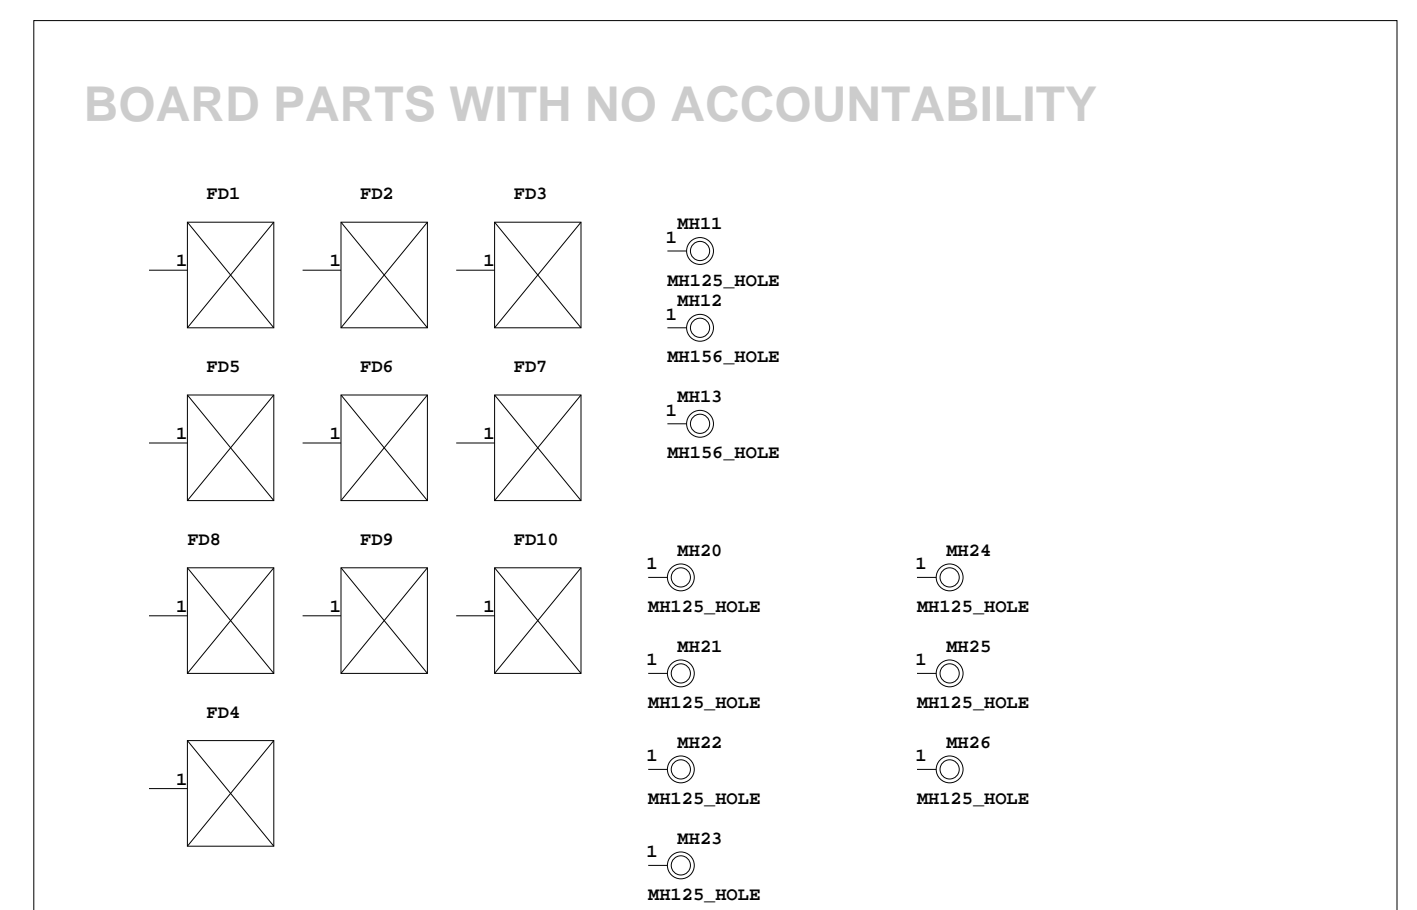 BOARD PARTS WITH NO ACCOUNTABILITY
FD1 FD2 FD3
MH11
1
1 1 1
MH125_HOLE
MH12
1
MH156_HOLE
FD5 FD6 FD7
MH13
1
1 1 1
MH156_HOLE
FD8 FD9 FD10
MH20 MH24
1 1
1 1 1
MH125_HOLE MH125_HOLE
MH21 MH25
1 1
MH125_HOLE MH125_HOLE
FD4
MH22 MH26
1 1
1
MH125_HOLE MH125_HOLE
MH23
1
MH125_HOLE